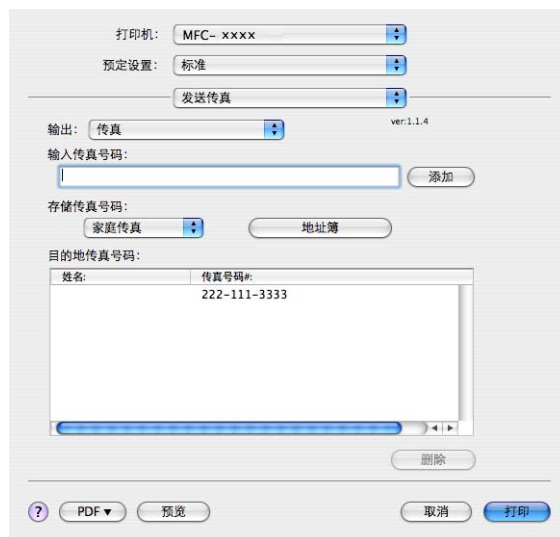 打印机: MFC- xxxx
预定设置: 标准
发送传真
输出: 传真
ver:1.1.4
输入传真号码:
添加
存储传真号码:
家庭传真 地址簿
目的地传真号码:
姓名: 传真号码#:
222-111-3333
删除
? PDF▼ 预览 取消 打印